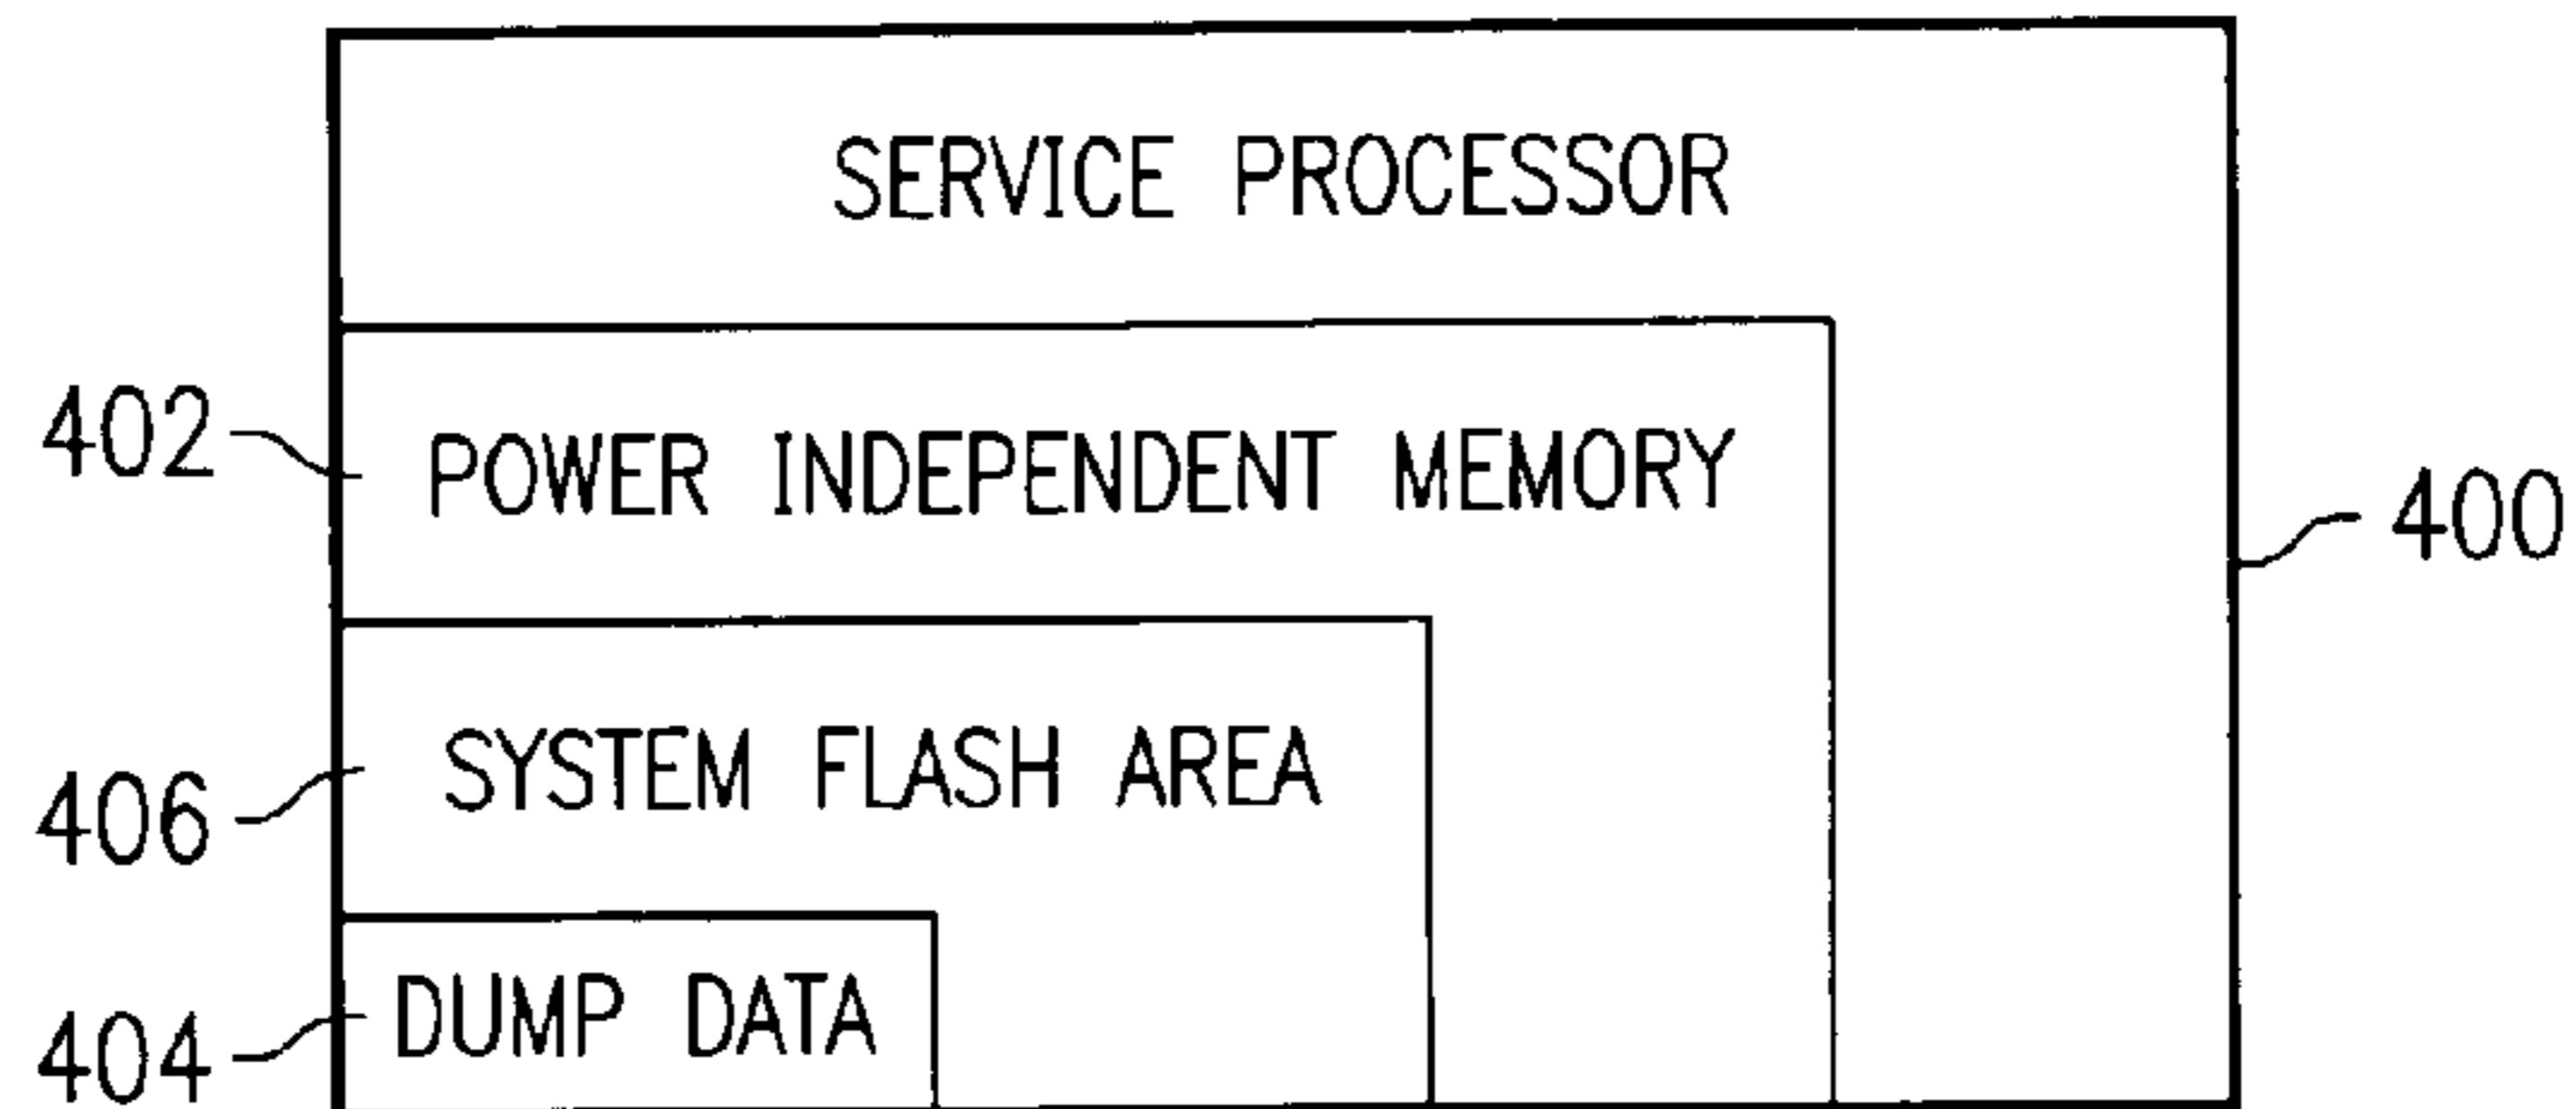 SERVICE PROCESSOR
402
POWER INDEPENDENT MEMORY
400
SYSTEM FLASH AREA
406
DUMP DATA
404